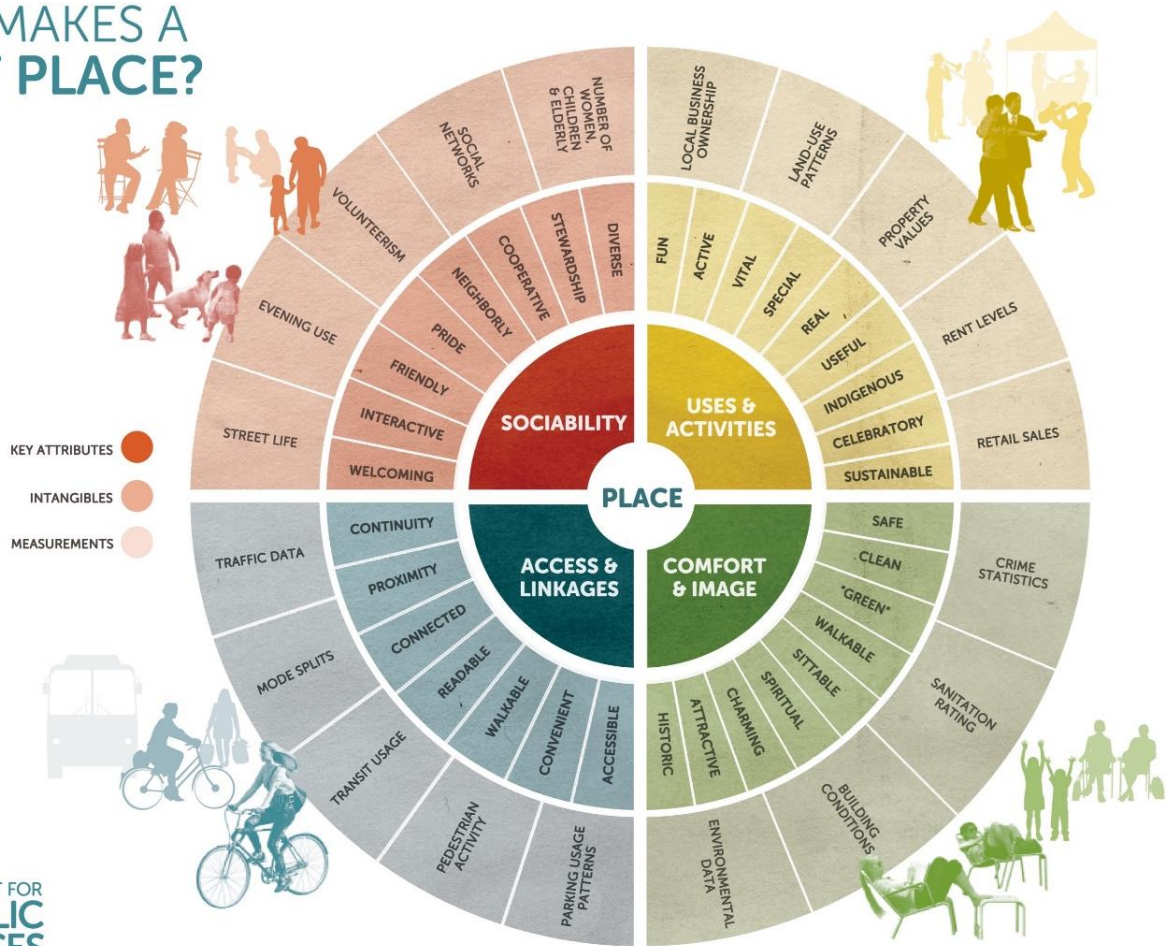 MAKES A
PLACE?
KEY ATTRIBUTES
INTANGIBLES
MEASUREMENTS
PLACE
SOCIABILITY
USES &
ACTIVITIES
ACCESS &
LINKAGES
COMFORT
& IMAGE
WELCOMING
INTERACTIVE
FRIENDLY
PRIDE
NEIGHBORLY
COOPERATIVE
STEWARDSHIP
DIVERSE
FUN
ACTIVE
VITAL
SPECIAL
REAL
USEFUL
INDIGENOUS
CELEBRATORY
SUSTAINABLE
SAFE
CLEAN
"GREEN"
WALKABLE
SITTABLE
SPIRITUAL
CHARMING
ATTRACTIVE
HISTORIC
ACCESSIBLE
CONVENIENT
WALKABLE
READABLE
CONNECTED
PROXIMITY
CONTINUITY
STREET LIFE
EVENING USE
VOLUNTEERISM
SOCIAL
NETWORKS
NUMBER OF
WOMEN,
CHILDREN
& ELDERLY
LOCAL BUSINESS
OWNERSHIP
LAND-USE
PATTERNS
PROPERTY
VALUES
RENT LEVELS
RETAIL SALES
CRIME
STATISTICS
SANITATION
RATING
BUILDING
CONDITIONS
ENVIRONMENTAL
DATA
PARKING USAGE
PATTERNS
PEDESTRIAN
ACTIVITY
TRANSIT USAGE
MODE SPLITS
TRAFFIC DATA
T FOR
LIC
CES